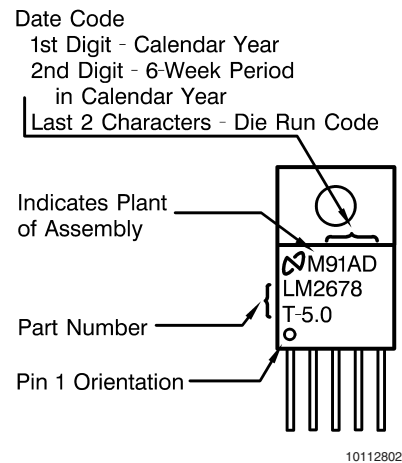 Date Code
1st Digit - Calendar Year
2nd Digit - 6-Week Period
in Calendar Year
Last 2 Characters - Die Run Code
Indicates Plant
of Assembly
M91AD
LM2678
T-5.0
Part Number
Pin 1 Orientation
10112802